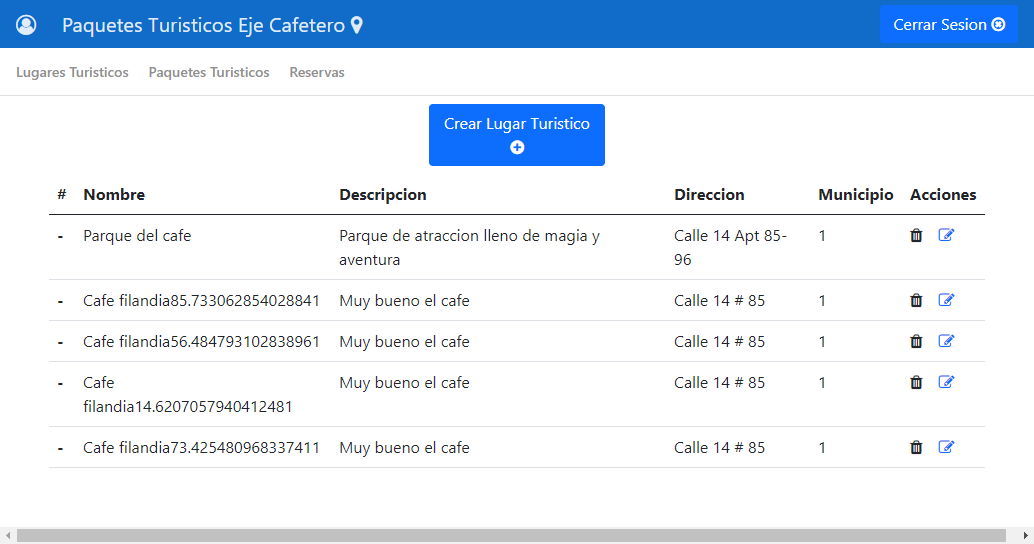 Paquetes Turisticos Eje Cafetero
Cerrar Sesion
Lugares Turisticos Paquetes Turisticos Reservas
Crear Lugar Turistico
# Nombre Descripcion Direccion Municipio Acciones
- Parque del cafe Parque de atraccion lleno de magia y Calle 14 Apt 85- 1
aventura 96
- Cafe filandia85.733062854028841 Muy bueno el cafe Calle 14 # 85 1
- Cafe filandia56.484793102838961 Muy bueno el cafe Calle 14 # 85 1
- Cafe Muy bueno el cafe Calle 14 # 85 1
filandia14.6207057940412481
- Cafe filandia73.425480968337411 Muy bueno el cafe Calle 14 # 85 1